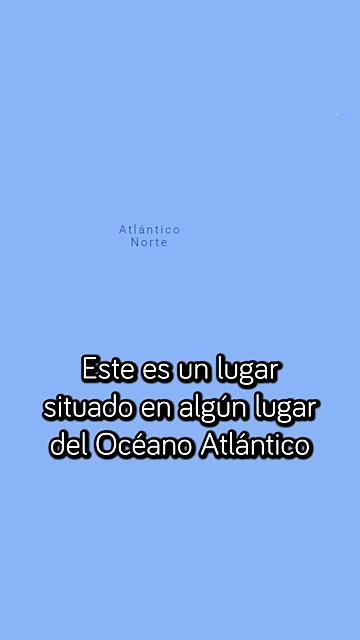 Atlántico
Norte
Este es un lugar
situado en algún lugar
del Océano Atlántico